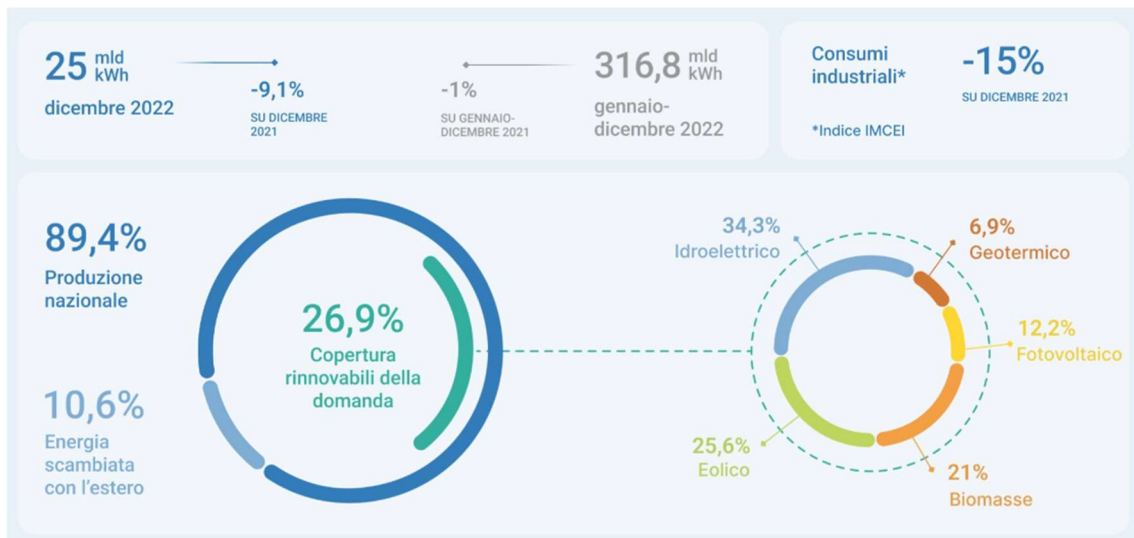 25 mld kWh
dicembre 2022
-9,1%
SU DICEMBRE
2021
-1%
SU GENNAIO-
DICEMBRE 2021
316,8 mld kWh
gennaio-
dicembre 2022
Consumi
industriali*
-15%
SU DICEMBRE 2021
*Indice IMCEI
89,4%
Produzione
nazionale
10,6%
Energia
scambiata
con l'estero
26,9%
Copertura
rinnovabili della
domanda
34,3%
Idroelettrico
6,9%
Geotermico
12,2%
Fotovoltaico
25,6%
Eolico
21%
Biomasse